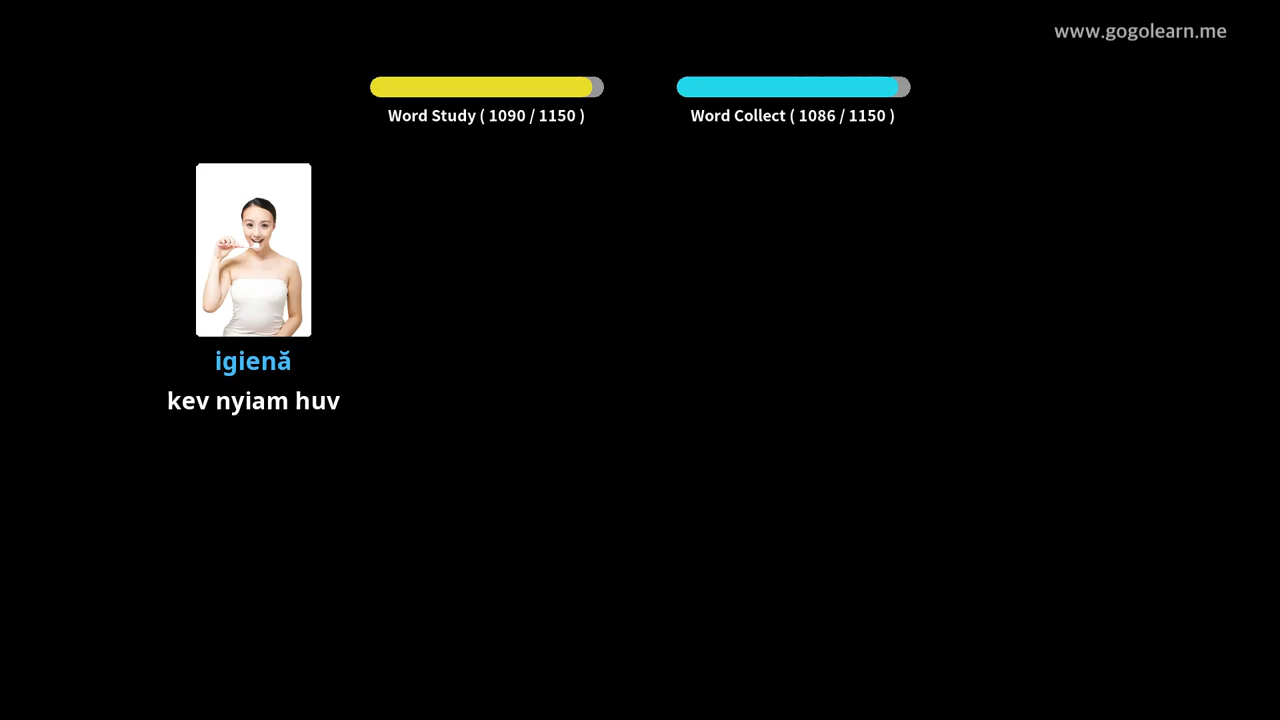 www.gogolearn.me
Word Study ( 1090 / 1150 )
Word Collect ( 1086 / 1150 )
igienă
kev nyiam huv